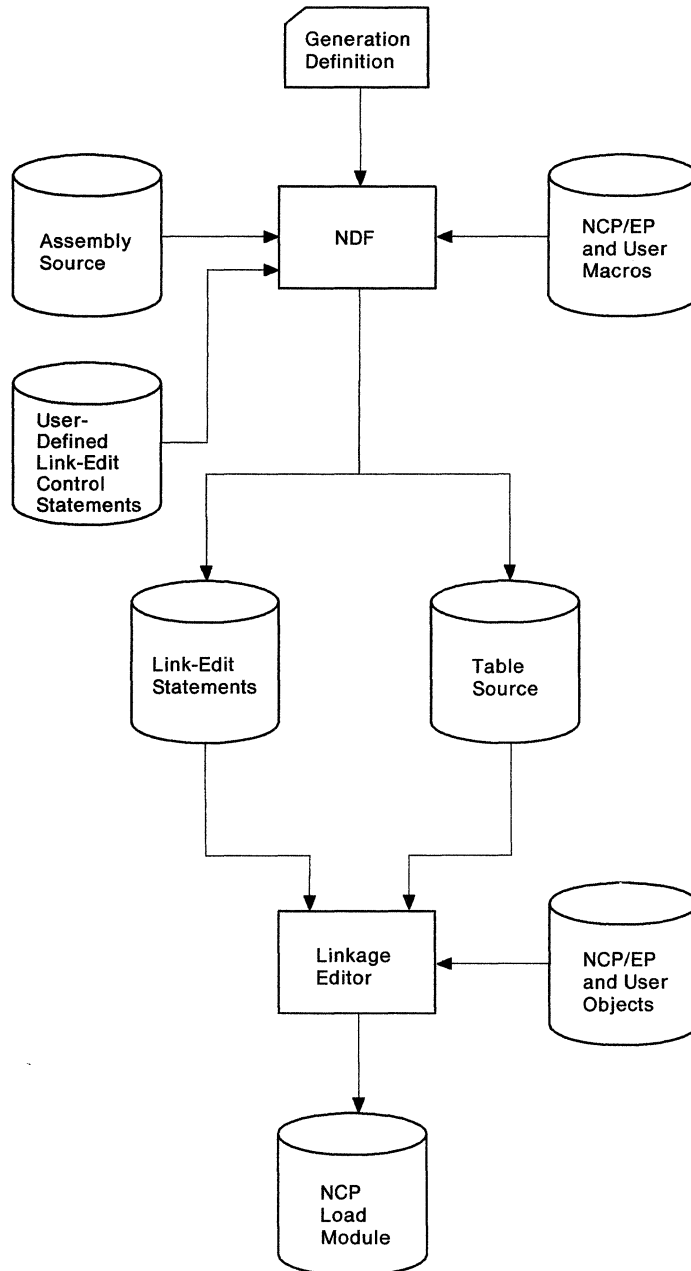 Generation
Definition
Assembly
Source
NDF
NCP/EP
and User
Macros
User-
Defined
Link-Edit
Control
Statements
Link-Edit
Statements
Table
Source
Linkage
Editor
NCP/EP
and User
Objects
NCP
Load
Module